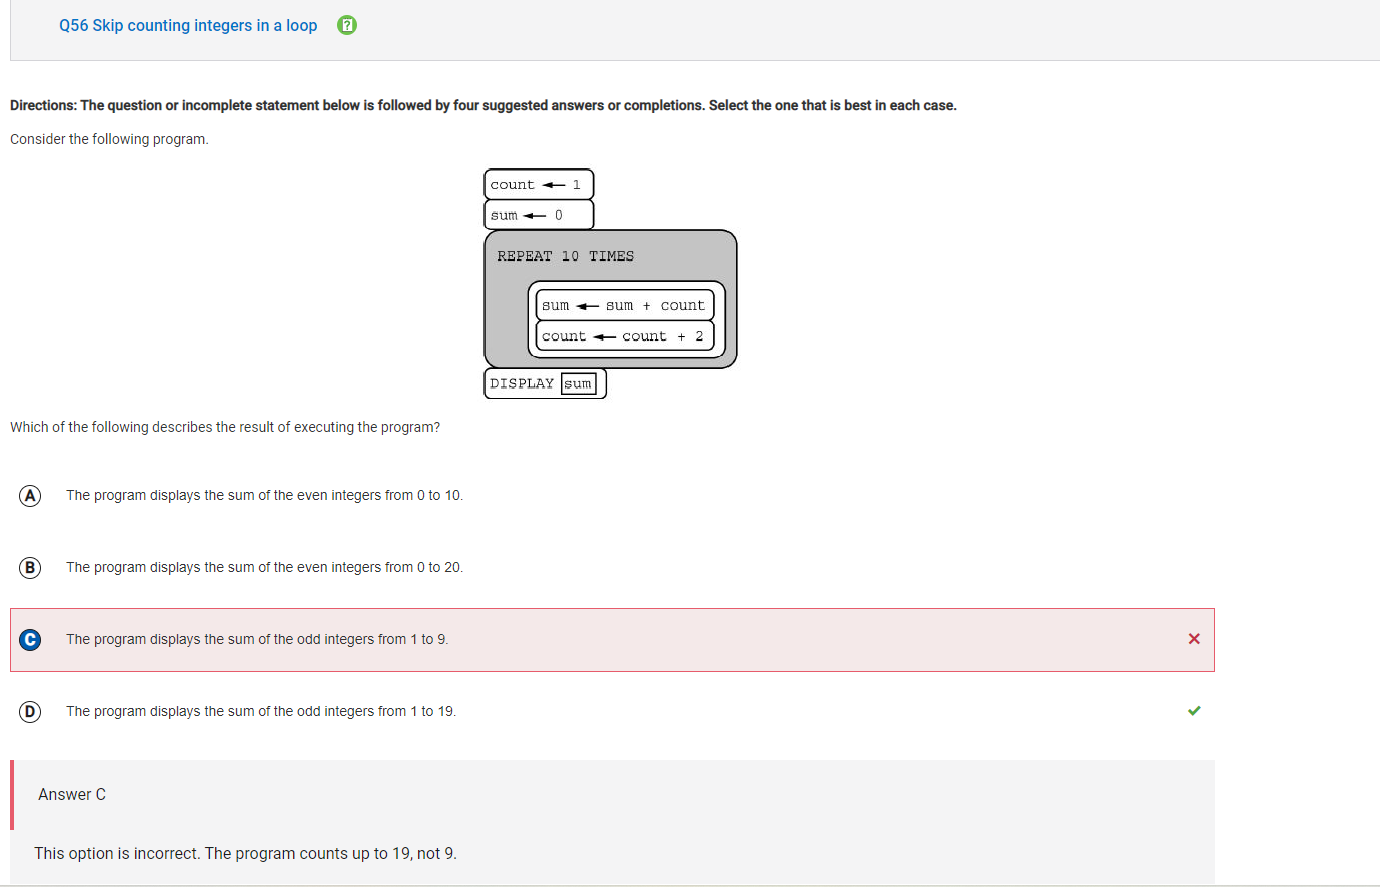 Q56 Skip counting integers in a loop
Directions: The question or incomplete statement below is followed by four suggested answers or completions. Select the one that is best in each case.
Consider the following program.
count ← 1
sum ← 0
REPEAT 10 TIMES
sum ← sum + count
count ← count + 2
DISPLAY sum
Which of the following describes the result of executing the program?
A The program displays the sum of the even integers from 0 to 10.
B The program displays the sum of the even integers from 0 to 20.
C The program displays the sum of the odd integers from 1 to 9.
D The program displays the sum of the odd integers from 1 to 19.
Answer C
This option is incorrect. The program counts up to 19, not 9.